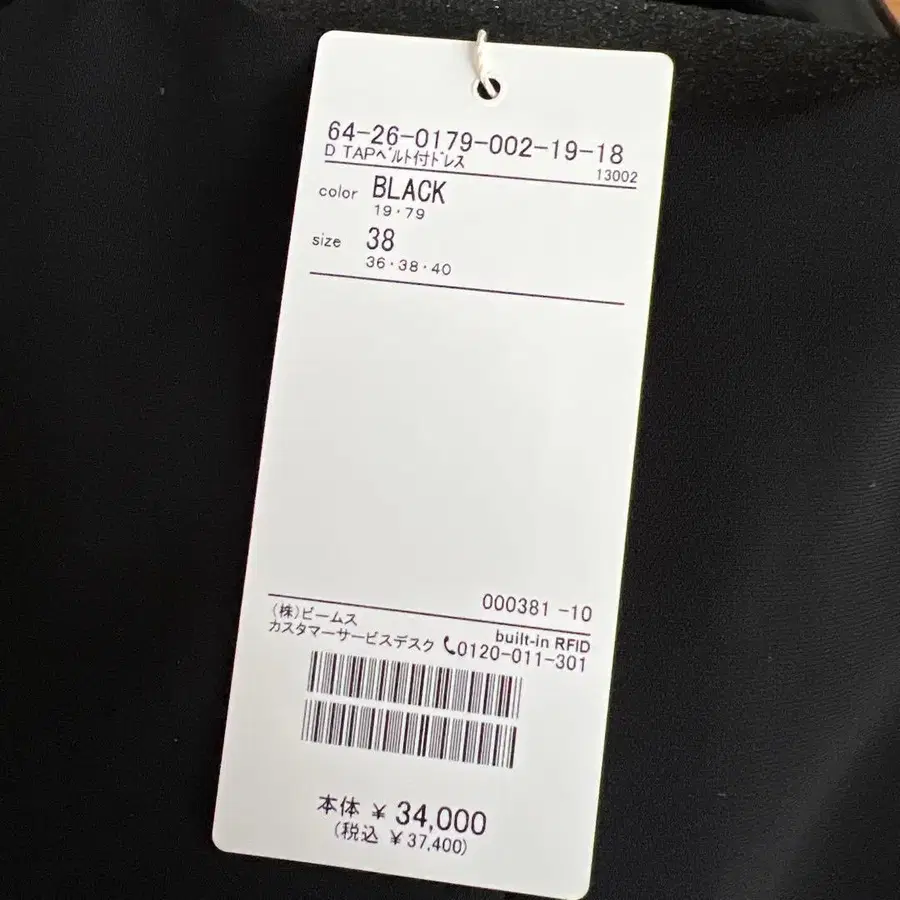 64-26-0179-002-19-18
D TAPﾍﾞﾙﾄ付ﾄﾞﾚｽ
13002
color BLACK
19・79
size 38
36・38・40
000381 -10
(株)ビームス
built-in RFID
カスタマーサービスデスク 📞0120-011-301
本体 ¥ 34,000
(税込 ¥ 37,400)